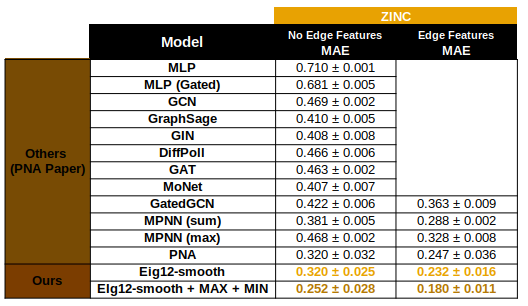 ZINC
Model No Edge Features MAE Edge Features MAE
Others (PNA Paper)
MLP 0.710 ± 0.001
MLP (Gated) 0.681 ± 0.005
GCN 0.469 ± 0.002
GraphSage 0.410 ± 0.005
GIN 0.408 ± 0.008
DiffPoll 0.466 ± 0.006
GAT 0.463 ± 0.002
MoNet 0.407 ± 0.007
GatedGCN 0.422 ± 0.006 0.363 ± 0.009
MPNN (sum) 0.381 ± 0.005 0.288 ± 0.002
MPNN (max) 0.468 ± 0.002 0.328 ± 0.008
PNA 0.320 ± 0.032 0.247 ± 0.036
Ours
Eig12-smooth 0.320 ± 0.025 0.232 ± 0.016
EIg12-smooth + MAX + MIN 0.252 ± 0.028 0.180 ± 0.011